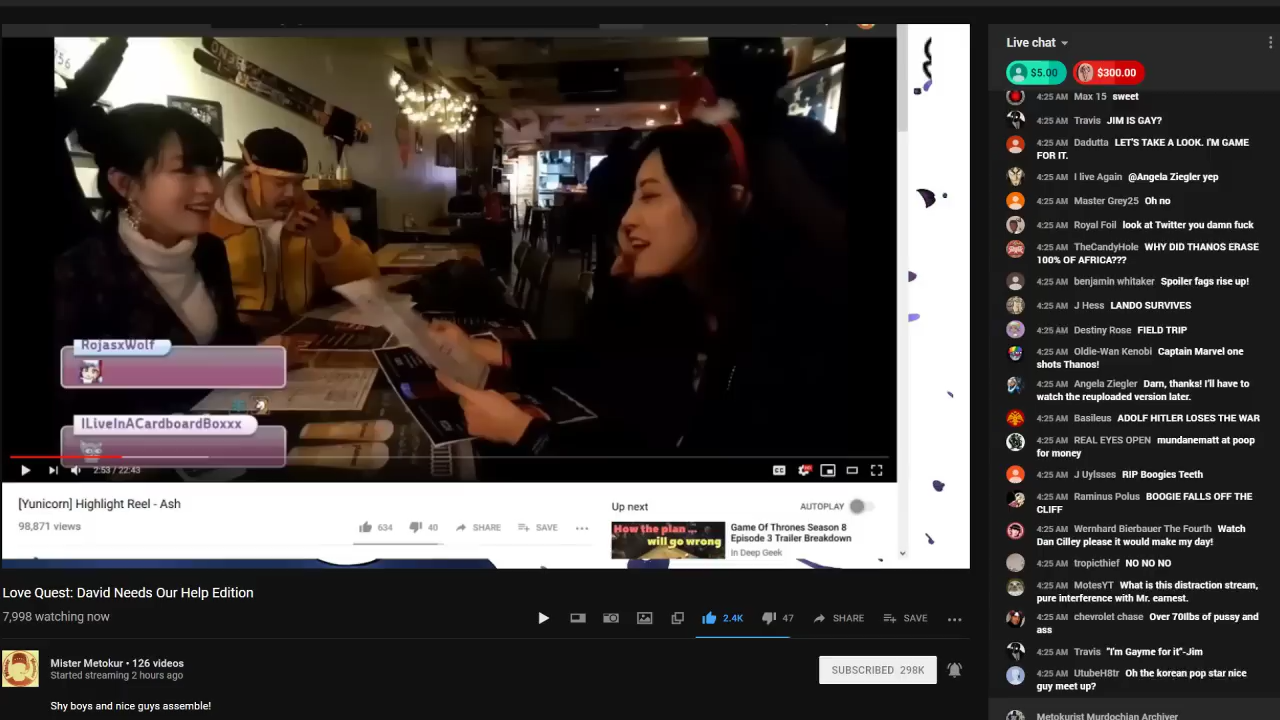 RojasxWolf
ILiveInACardboardBoxxx
2:53 / 22:43
[Yunicorn] Highlight Reel - Ash
98,871 views
634
40
SHARE
SAVE
Up next
AUTOPLAY
How the plan ...
will go wrong
Game Of Thrones Season 8
Episode 3 Trailer Breakdown
In Deep Geek
Love Quest: David Needs Our Help Edition
7,998 watching now
2.4K
47
SHARE
SAVE
Mister Metokur • 126 videos
Started streaming 2 hours ago
SUBSCRIBED 298K
Shy boys and nice guys assemble!
Live chat
$5.00
$300.00
4:25 AM Max 15 sweet
4:25 AM Travis JIM IS GAY?
4:25 AM Dadutta LET'S TAKE A LOOK. I'M GAME
FOR IT.
4:25 AM I live Again @Angela Ziegler yep
4:25 AM Master Grey25 Oh no
4:25 AM Royal Foil look at Twitter you damn fuck
4:25 AM TheCandyHole WHY DID THANOS ERASE
100% OF AFRICA???
4:25 AM benjamin whitaker Spoiler fags rise up!
4:25 AM J Hess LANDO SURVIVES
4:25 AM Destiny Rose FIELD TRIP
4:25 AM Oldie-Wan Kenobi Captain Marvel one
shots Thanos!
4:25 AM Angela Ziegler Darn, thanks! I'll have to
watch the reuploaded version later.
4:25 AM Basileus ADOLF HITLER LOSES THE WAR
4:25 AM REAL EYES OPEN mundanematt at poop
for money
4:25 AM J Uylsses RIP Boogies Teeth
4:25 AM Raminus Polus BOOGIE FALLS OFF THE
CLIFF
4:25 AM Wernhard Bierbauer The Fourth Watch
Dan Cilley please it would make my day!
4:25 AM tropicthief NO NO NO
4:25 AM MotesYT What is this distraction stream,
pure interference with Mr. earnest.
4:25 AM chevrolet chase Over 70llbs of pussy and
ass
4:25 AM Travis "I'm Gayme for it"-Jim
4:25 AM UtubeH8tr Oh the korean pop star nice
guy meet up?
Metokurist Murdochian Archiver